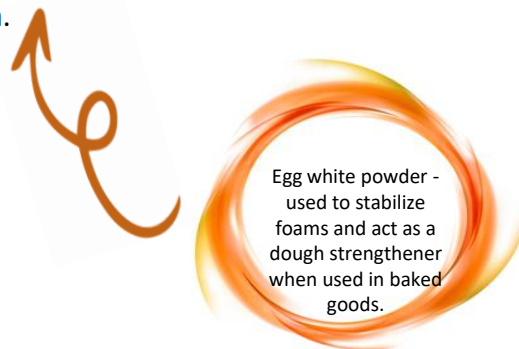 Egg white powder -
used to stabilize
foams and act as a
dough strengthener
when used in baked
goods.